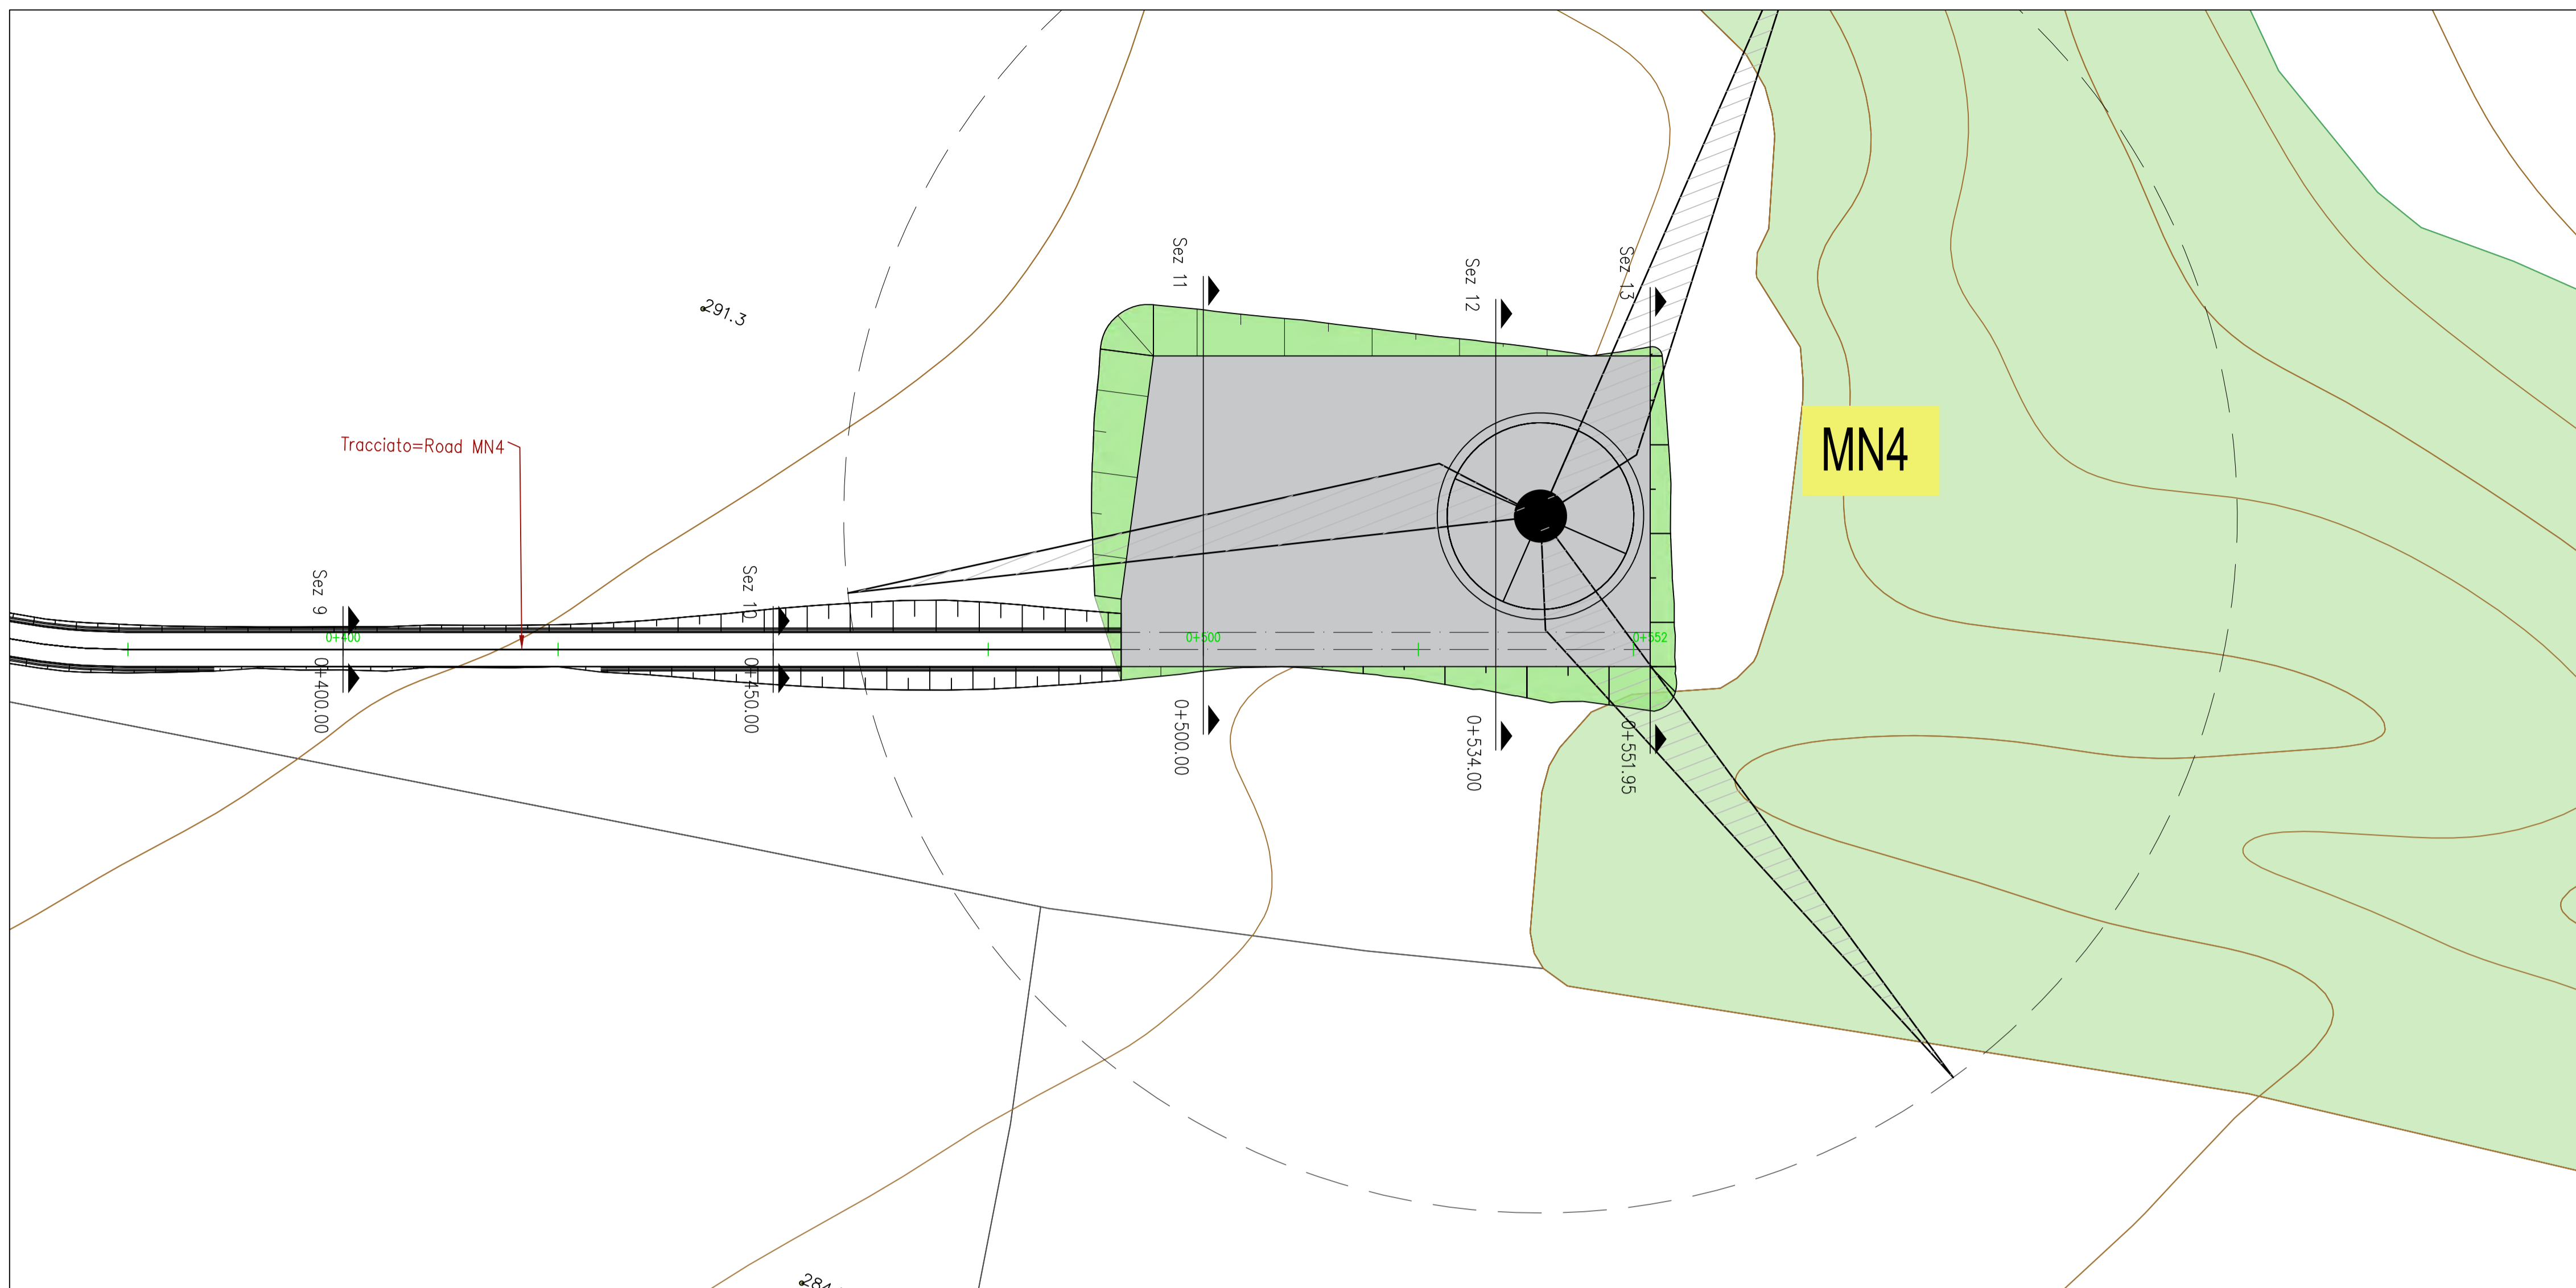 Sez 11
Sez 12
Sez 13
291.3
Tracciato=Road MN4
MN4
Sez 9
Sez 10
0+400
0+500
0+552
0+400.00
0+450.00
0+500.00
0+534.00
0+551.95